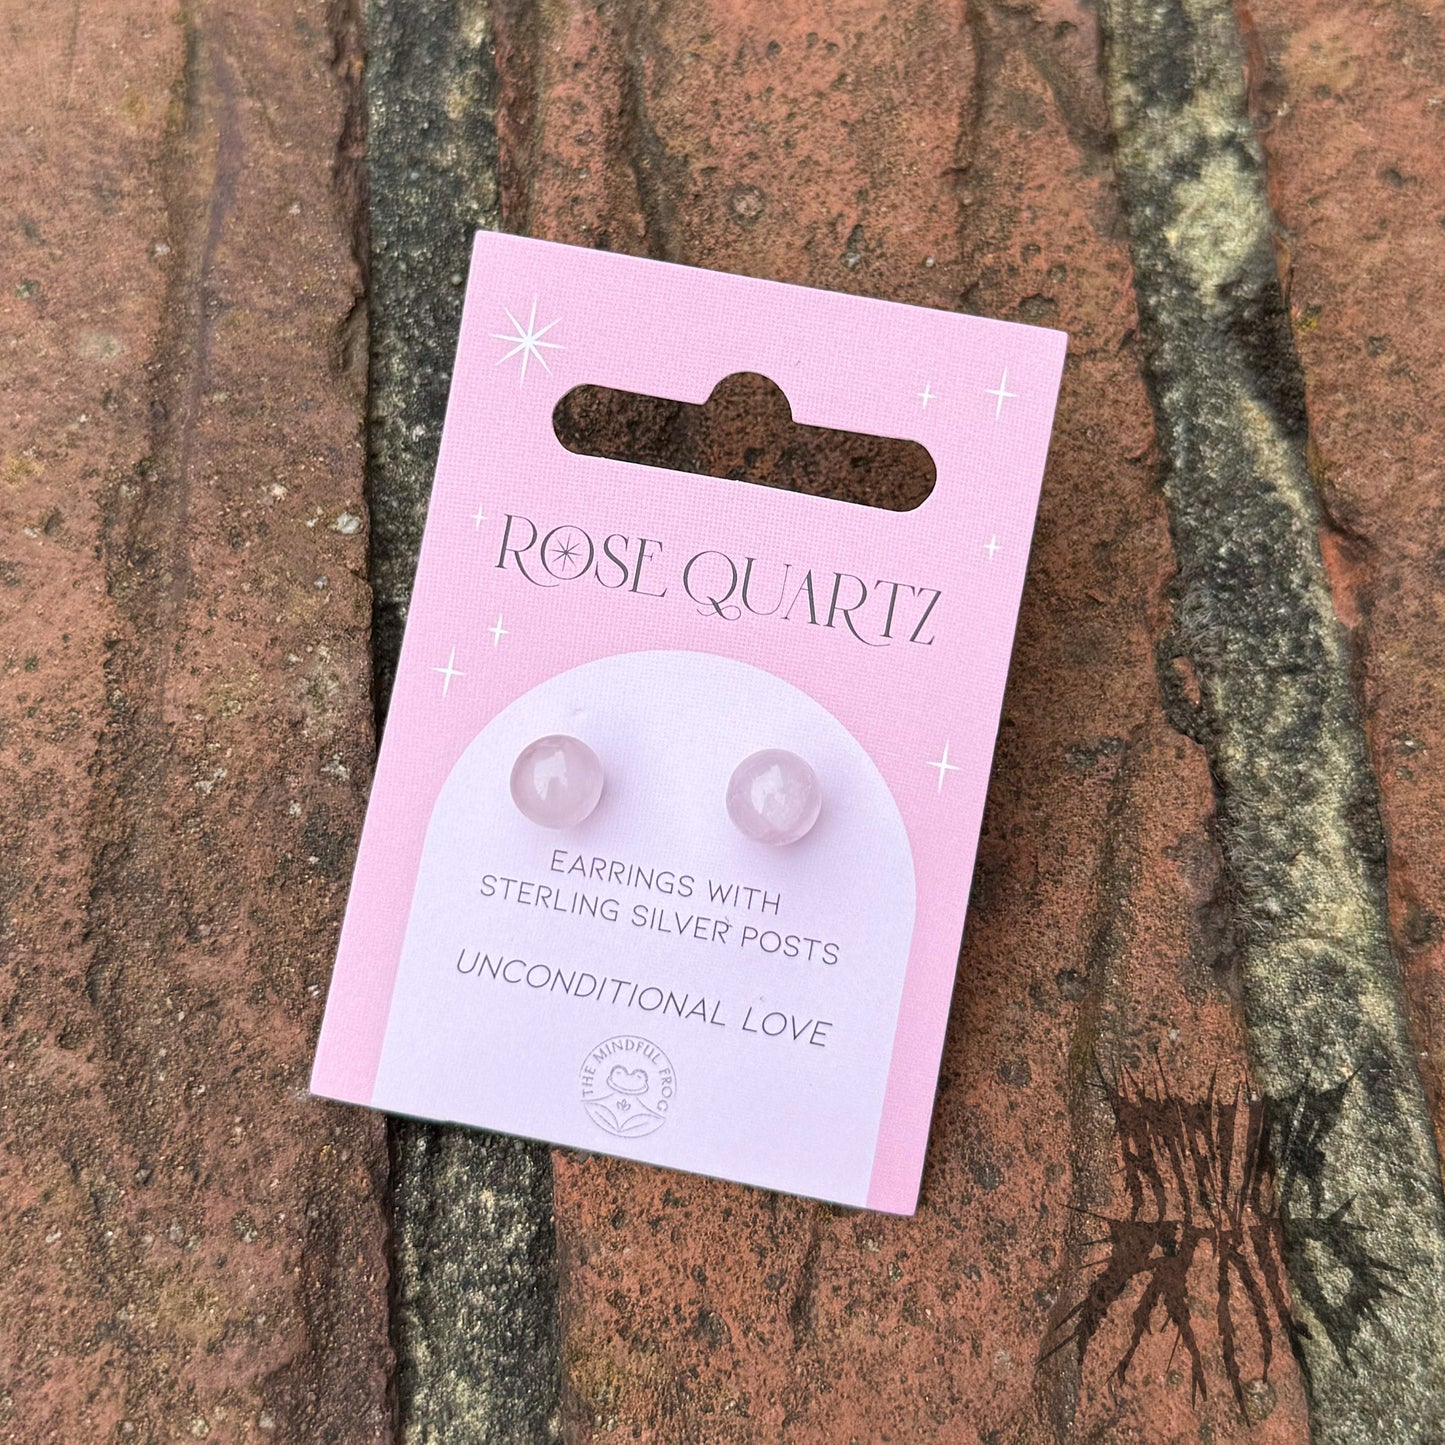 ROSE QUARTZ
EARRINGS WITH
STERLING SILVER POSTS
UNCONDITIONAL LOVE
THE MINDFUL FROG